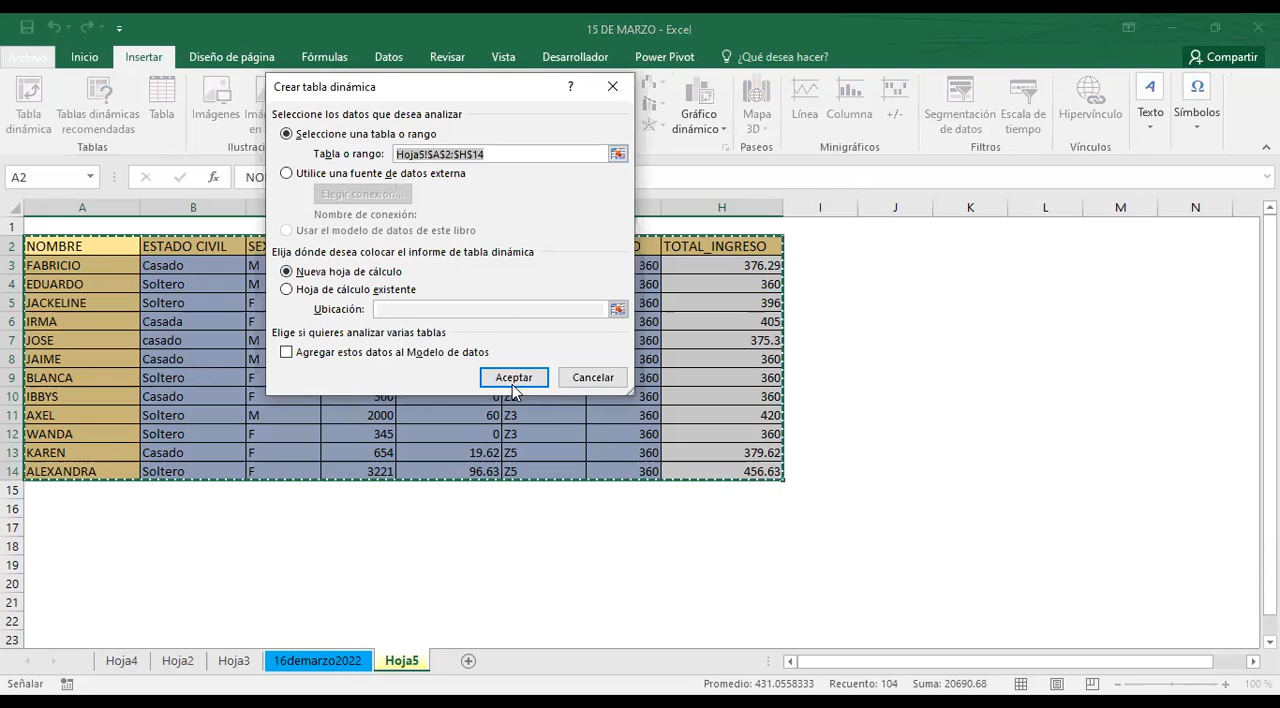 15 DE MARZO - Excel
Archivo Inicio Insertar Diseño de página Fórmulas Datos Revisar Vista Desarrollador Power Pivot ¿Qué desea hacer? Compartir
Tabla dinámica
Tablas dinámicas recomendadas
Tabla
Tablas
Imágenes
Gráfico dinámico
Mapa 3D
Paseos
Línea Columna +/-
Minigráficos
Segmentación de datos
Escala de tiempo
Filtros
Hipervínculo
Vínculos
Texto
Símbolos
A2 fx
Crear tabla dinámica ?
Seleccione los datos que desea analizar
Seleccione una tabla o rango
Tabla o rango: Hoja5!$A$2:$H$14
Utilice una fuente de datos externa
Elegir conexión...
Nombre de conexión:
Usar el modelo de datos de este libro
Elija dónde desea colocar el informe de tabla dinámica
Nueva hoja de cálculo
Hoja de cálculo existente
Ubicación:
Elige si quieres analizar varias tablas
Agregar estos datos al Modelo de datos
Aceptar Cancelar
A B H I J K L M N
1
2 NOMBRE ESTADO CIVIL TOTAL_INGRESO
3 FABRICIO Casado M 360 376.29
4 EDUARDO Soltero M 360 360
5 JACKELINE Soltero F 360 396
6 IRMA Casada F 360 405
7 JOSE casado M 360 375.3
8 JAIME Casado M 360 360
9 BLANCA Soltero F 360 360
10 IBBYS Casado F 360 360
11 AXEL Soltero M 2000 60 Z3 360 420
12 WANDA Soltero F 345 0 Z3 360 360
13 KAREN Casado F 654 19.62 Z5 360 379.62
14 ALEXANDRA Soltero F 3221 96.63 Z5 360 456.63
15
16
17
18
19
20
21
22
23
Hoja4 Hoja2 Hoja3 16demarzo2022 Hoja5
Señalar Promedio: 431.0558333 Recuento: 104 Suma: 20690.68 100 %